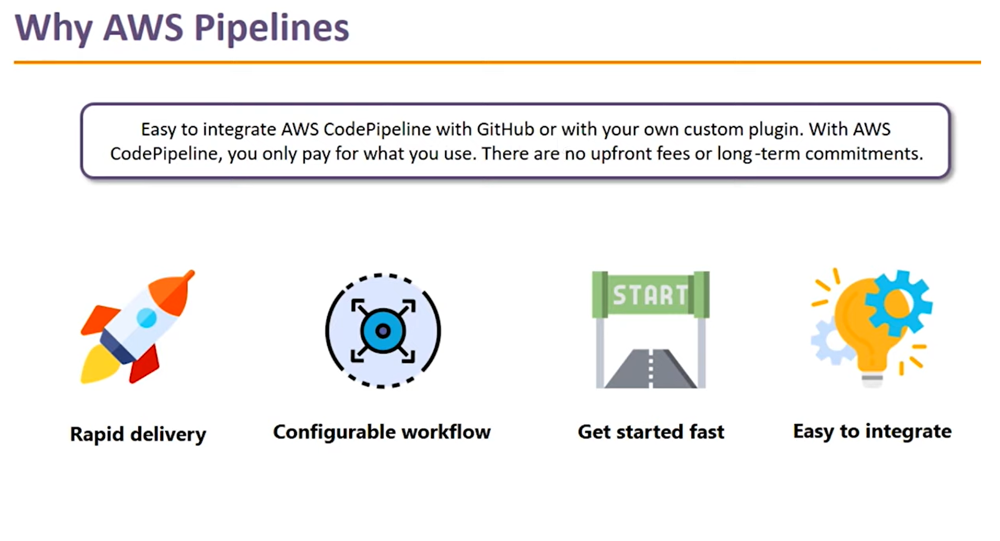 Why AWS Pipelines
Easy to integrate AWS CodePipeline with GitHub or with your own custom plugin. With AWS
CodePipeline, you only pay for what you use. There are no upfront fees or long-term commitments.
START
Rapid delivery
Configurable workflow
Get started fast
Easy to integrate